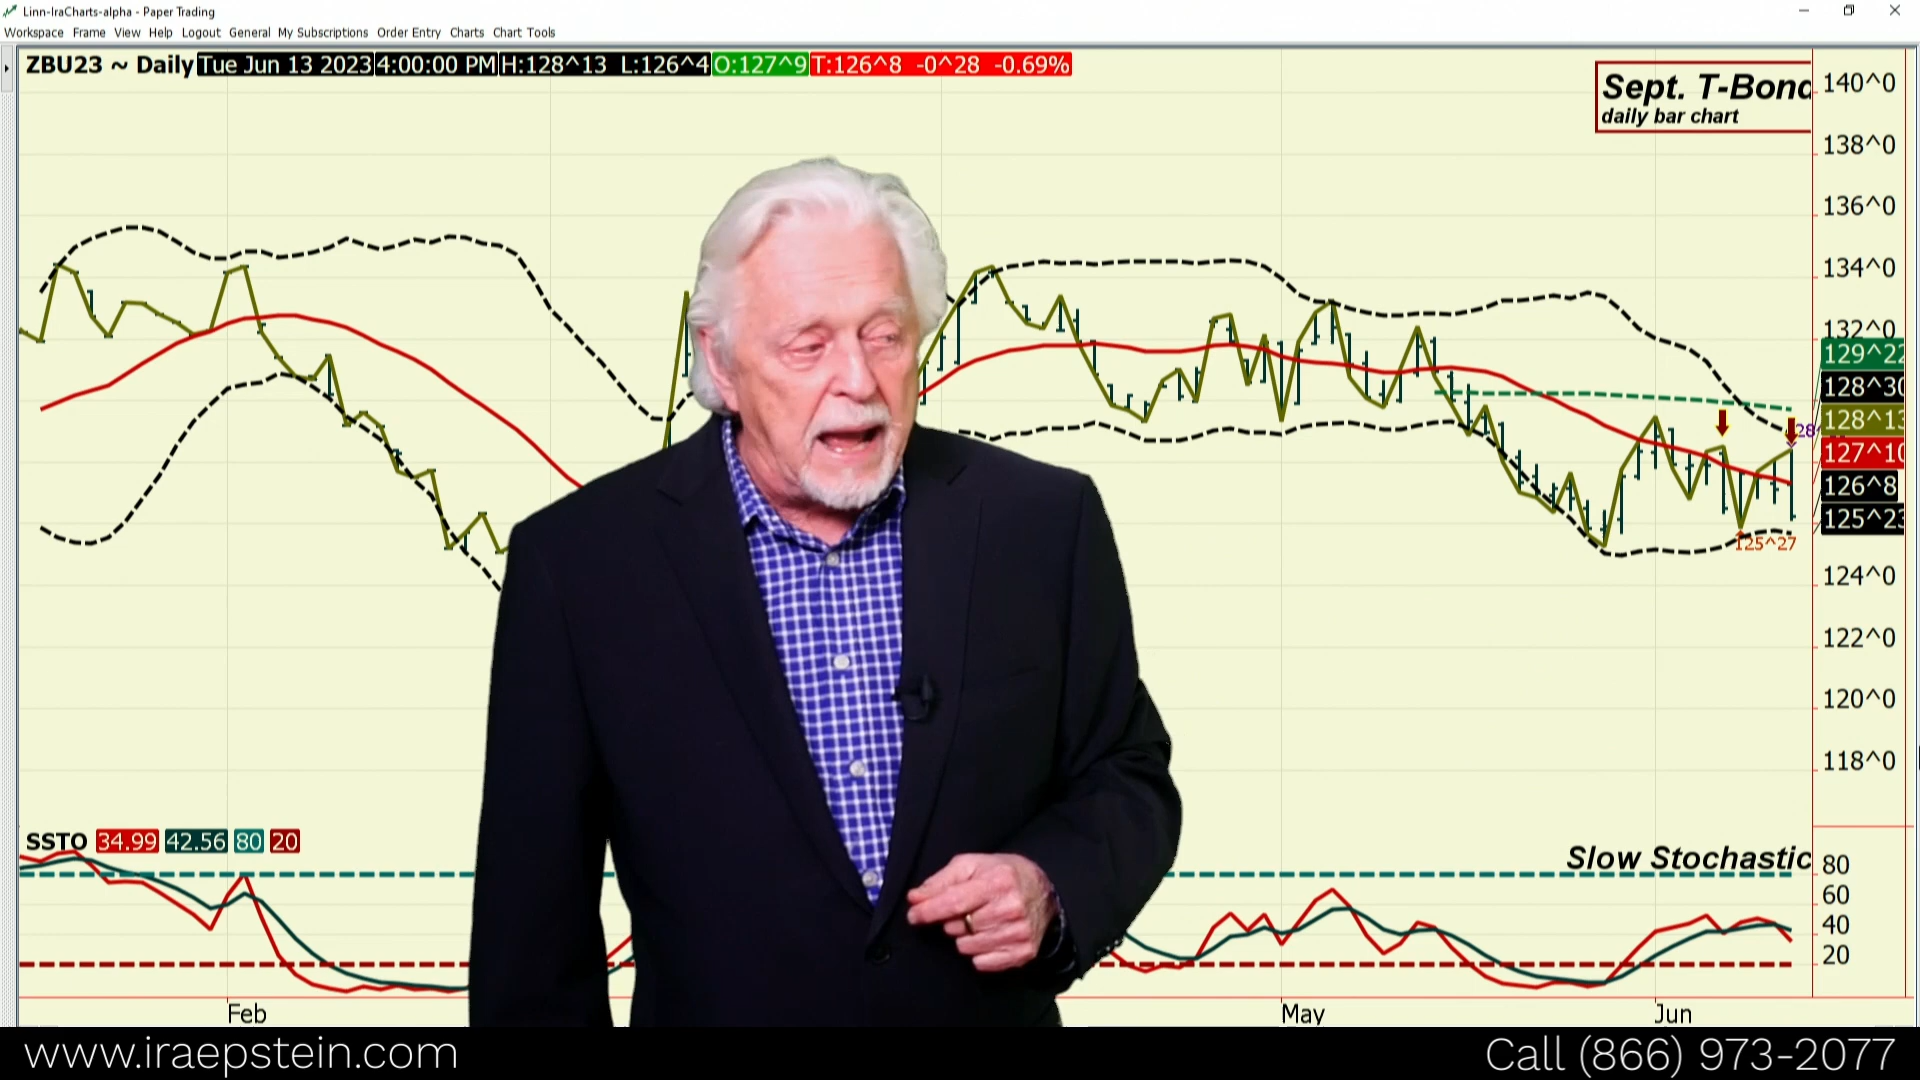 Linn-IraCharts-alpha - Paper Trading
Workspace Frame View Help Logout General My Subscriptions Order Entry Charts Chart Tools
ZBU23 ~ Daily Tue Jun 13 2023 4:00:00 PM H:128^13 L:126^4 O:127^9 T:126^8 -0^28 -0.69%
Sept. T-Bond
daily bar chart
140^0
138^0
136^0
134^0
132^0
129^22
128^30
128^13
28
127^10
126^8
125^23
125^27
124^0
122^0
120^0
118^0
SSTO 34.99 42.56 80 20
Slow Stochastic
80
60
40
20
Feb May Jun
www.iraepstein.com
Call (866) 973-2077